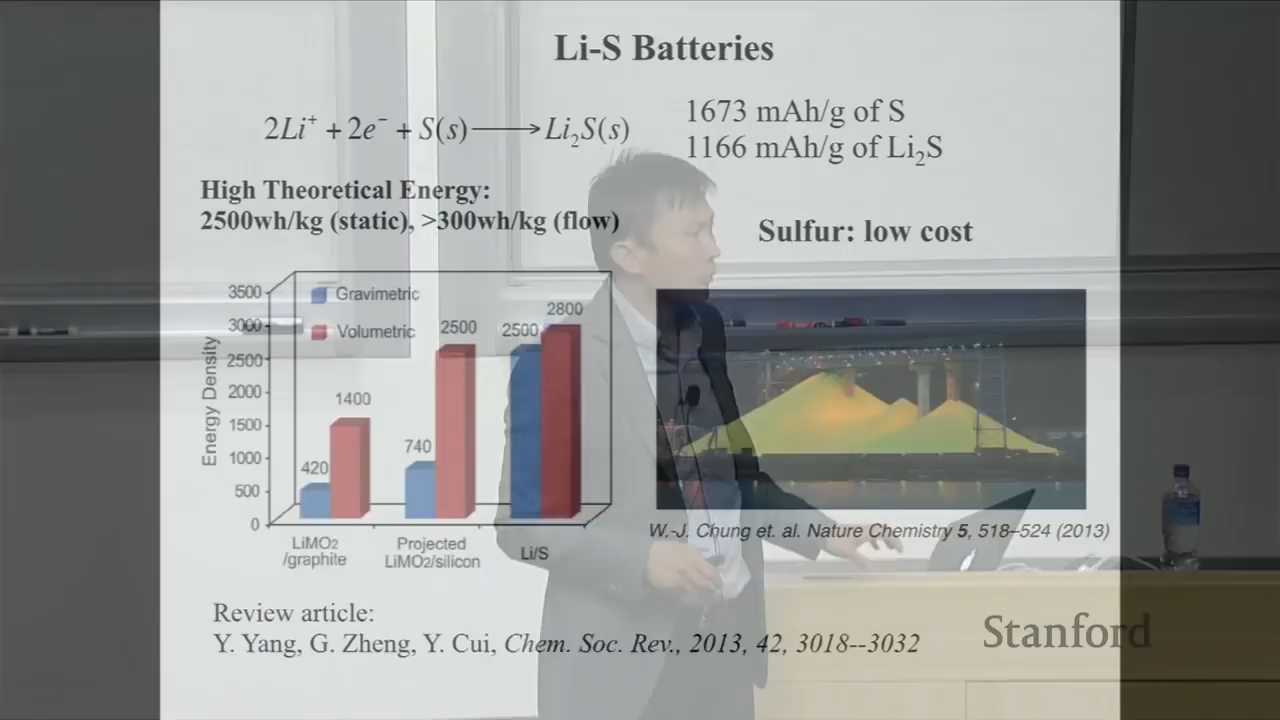 Li-S Batteries
2Li⁺ + 2e⁻ + S(s) ⟶ Li₂S(s)
1673 mAh/g of S
1166 mAh/g of Li₂S
High Theoretical Energy:
2500wh/kg (static), >300wh/kg (flow)
Sulfur: low cost
Energy Density
3500
3000
2500
2000
1500
1000
500
0
Gravimetric
Volumetric
420
1400
740
2500
2500
2800
LiMO₂
/graphite
Projected
LiMO₂/silicon
Li/S
W.-J. Chung et. al. Nature Chemistry 5, 518–524 (2013)
Review article:
Y. Yang, G. Zheng, Y. Cui, Chem. Soc. Rev., 2013, 42, 3018--3032
Stanford